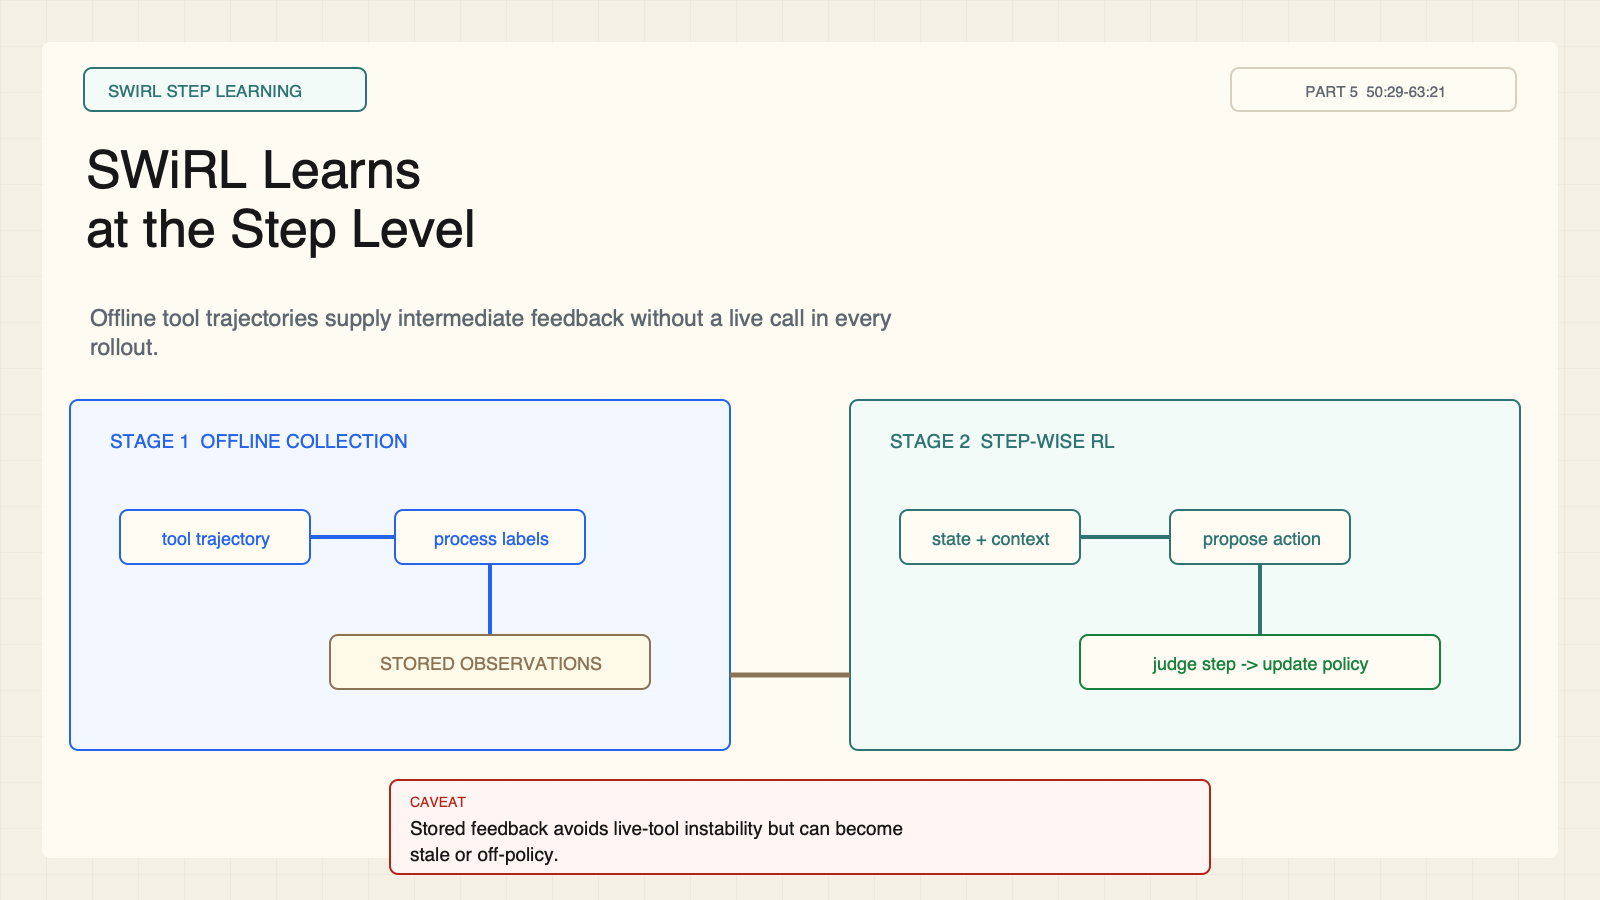 SWIRL STEP LEARNING
PART 5 50:29-63:21
SWiRL Learns
at the Step Level
Offline tool trajectories supply intermediate feedback without a live call in every
rollout.
STAGE 1 OFFLINE COLLECTION
tool trajectory
process labels
STORED OBSERVATIONS
STAGE 2 STEP-WISE RL
state + context
propose action
judge step -> update policy
CAVEAT
Stored feedback avoids live-tool instability but can become
stale or off-policy.